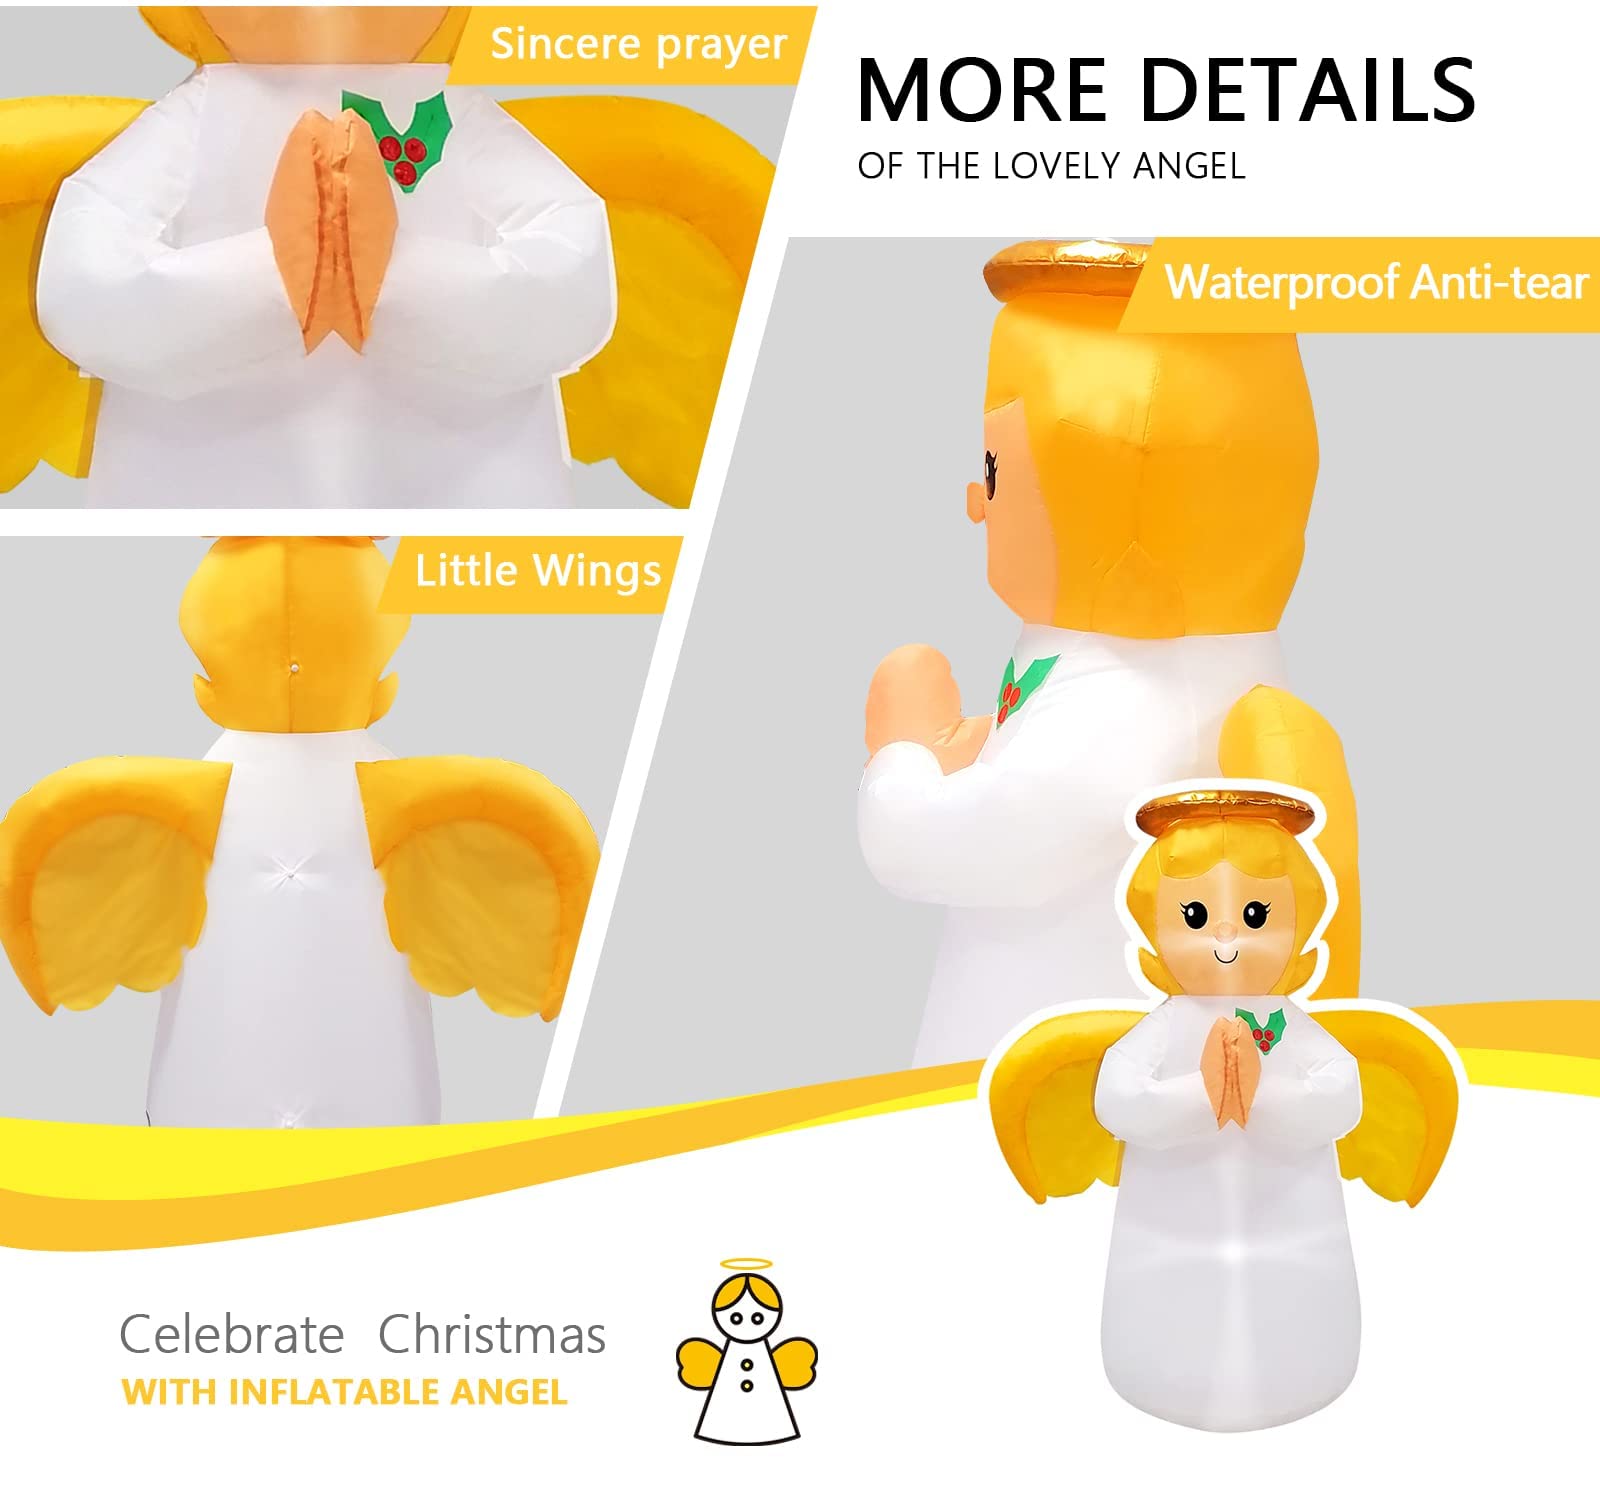 Sincere prayer
MORE DETAILS
OF THE LOVELY ANGEL
Waterproof Anti-tear
Little Wings
Celebrate Christmas
WITH INFLATABLE ANGEL